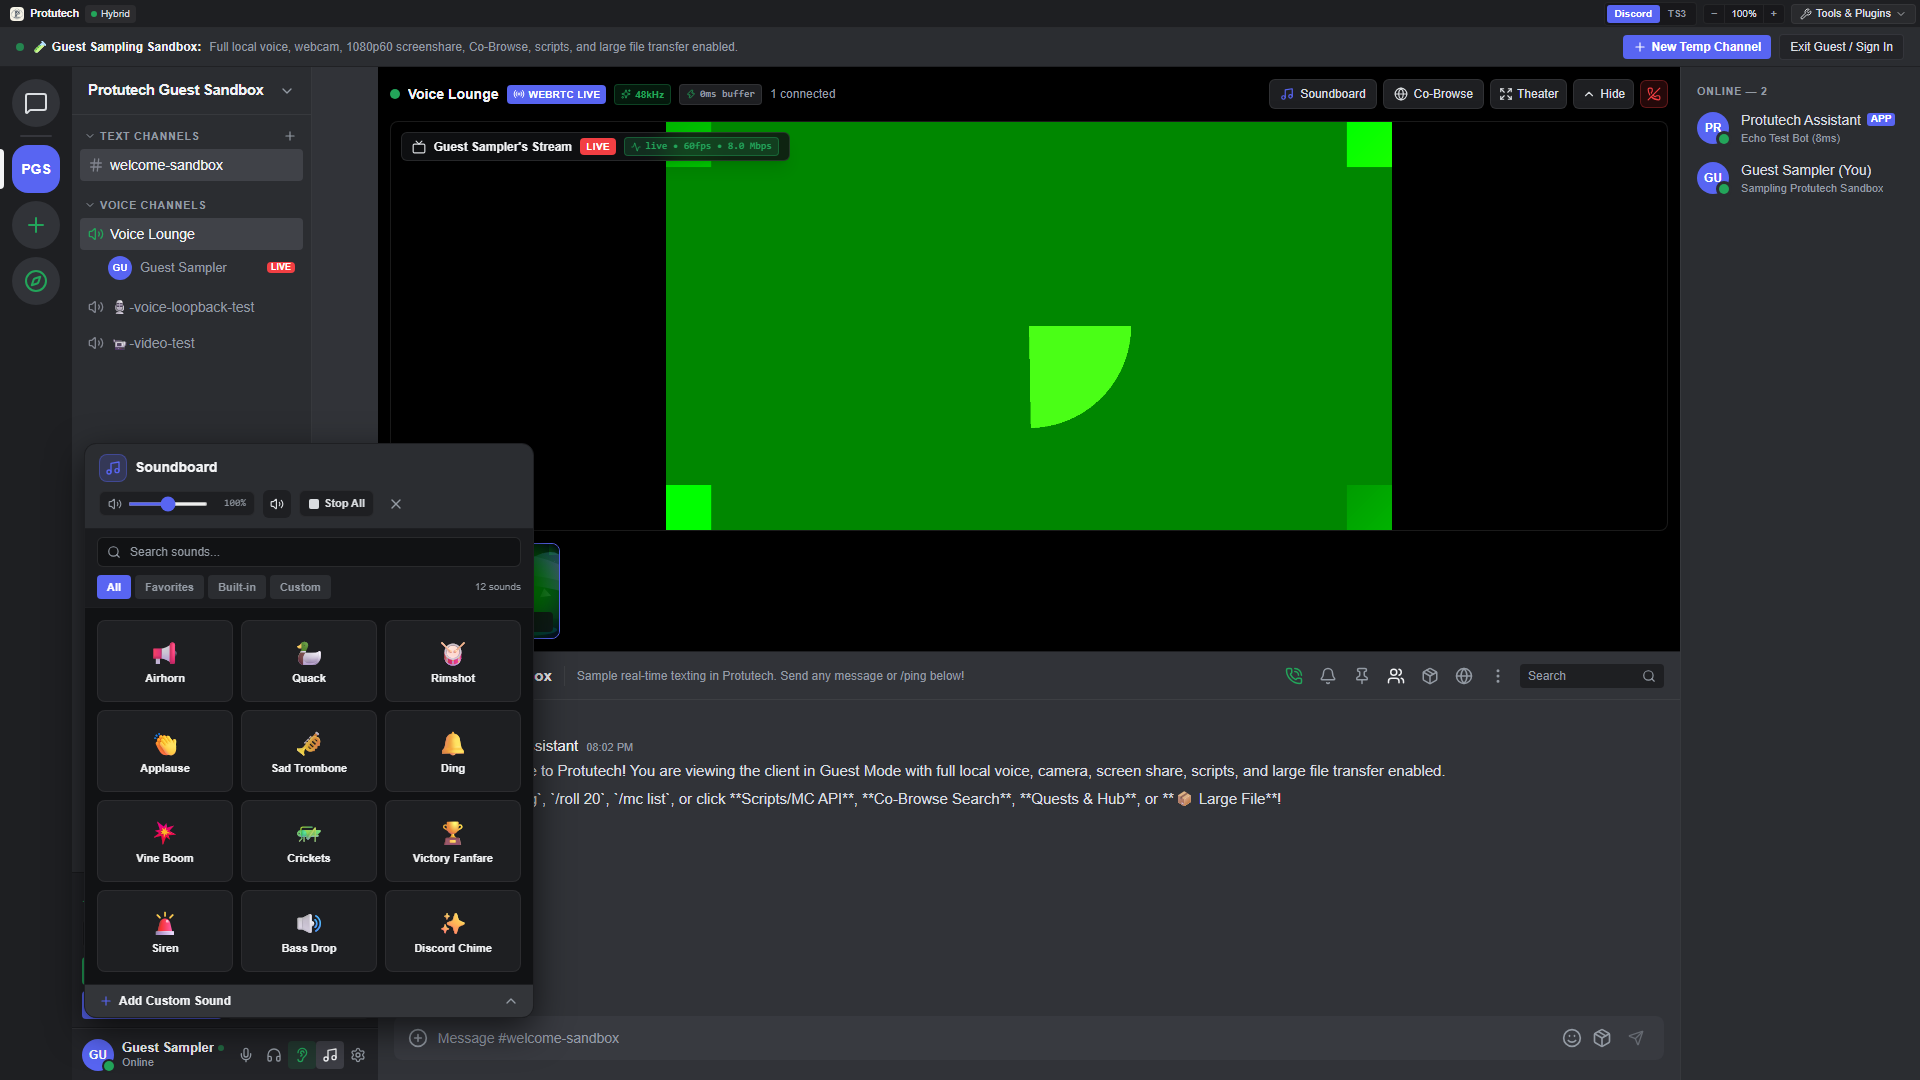 Protutech
Hybrid
Discord
TS3
100%
Tools & Plugins
Guest Sampling Sandbox: Full local voice, webcam, 1080p60 screenshare, Co-Browse, scripts, and large file transfer enabled.
New Temp Channel
Exit Guest / Sign In
PGS
Protutech Guest Sandbox
TEXT CHANNELS
welcome-sandbox
VOICE CHANNELS
Voice Lounge
GU Guest Sampler LIVE
-voice-loopback-test
-video-test
Voice Lounge
WEBRTC LIVE
48kHz
0ms buffer
1 connected
Soundboard
Co-Browse
Theater
Hide
Guest Sampler's Stream
LIVE
live • 60fps • 8.0 Mbps
ONLINE — 2
PR Protutech Assistant APP
Echo Test Bot (8ms)
GU Guest Sampler (You)
Sampling Protutech Sandbox
Soundboard
100%
Stop All
Search sounds...
All
Favorites
Built-in
Custom
12 sounds
Airhorn
Quack
Rimshot
Applause
Sad Trombone
Ding
Vine Boom
Crickets
Victory Fanfare
Siren
Bass Drop
Discord Chime
Add Custom Sound
ox
Sample real-time texting in Protutech. Send any message or /ping below!
Search
sistant 08:02 PM
e to Protutech! You are viewing the client in Guest Mode with full local voice, camera, screen share, scripts, and large file transfer enabled.
g`, `/roll 20`, `/mc list`, or click **Scripts/MC API**, **Co-Browse Search**, **Quests & Hub**, or **📦 Large File**!
Message #welcome-sandbox
GU Guest Sampler
Online